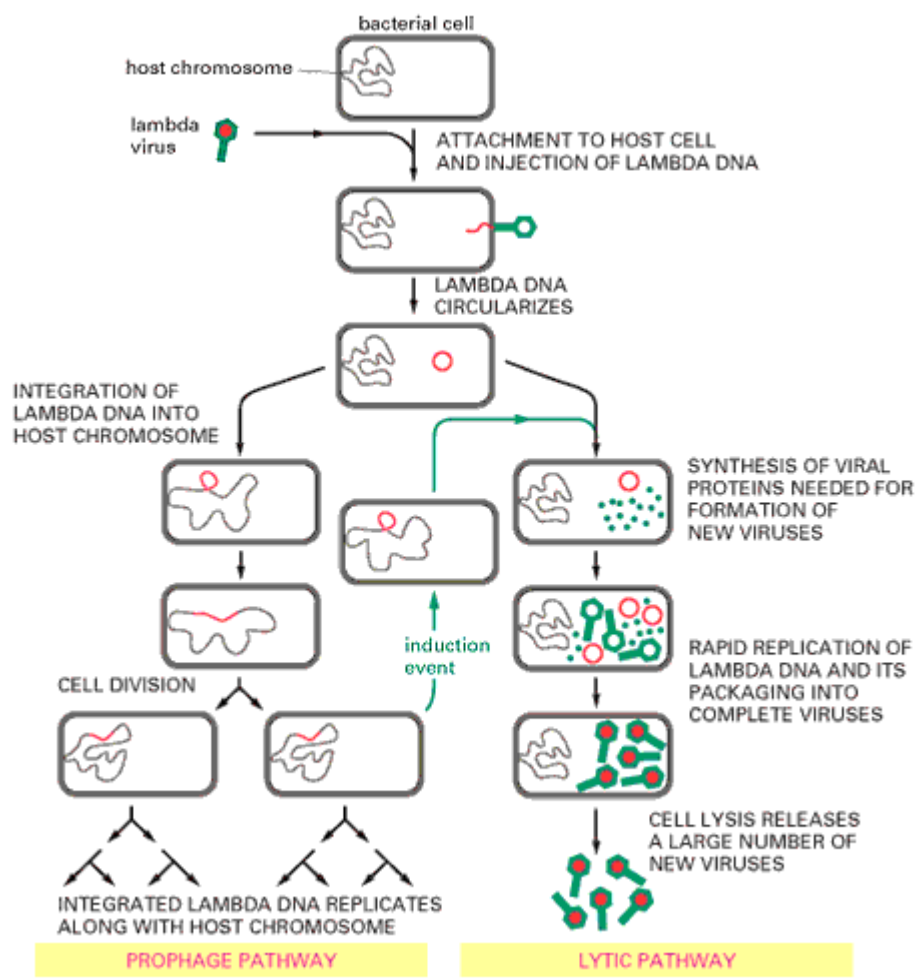 bacterial cell
host chromosome
lambda
virus
ATTACHMENT TO HOST CELL
AND INJECTION OF LAMBDA DNA
LAMBDA DNA
CIRCULARIZES
INTEGRATION OF
LAMBDA DNA INTO
HOST CHROMOSOME
SYNTHESIS OF VIRAL
PROTEINS NEEDED FOR
FORMATION OF
NEW VIRUSES
induction
event
RAPID REPLICATION OF
LAMBDA DNA AND ITS
PACKAGING INTO
COMPLETE VIRUSES
CELL DIVISION
CELL LYSIS RELEASES
A LARGE NUMBER OF
NEW VIRUSES
INTEGRATED LAMBDA DNA REPLICATES
ALONG WITH HOST CHROMOSOME
PROPHAGE PATHWAY
LYTIC PATHWAY